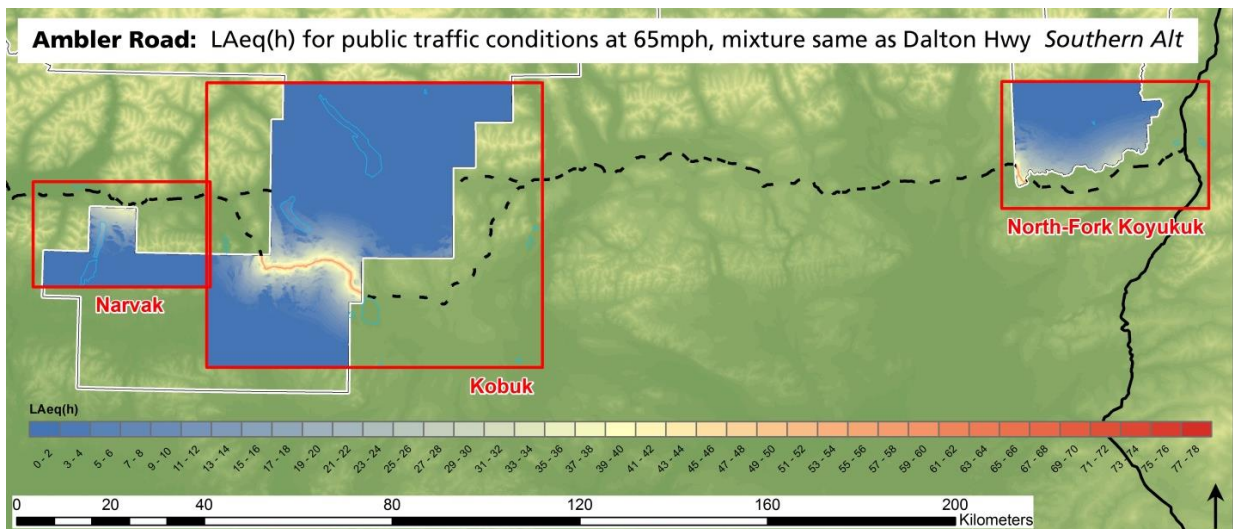 Ambler Road: LAeq(h) for public traffic conditions at 65mph, mixture same as Dalton Hwy Southern Alt
North-Fork Koyukuk
Narvak
Kobuk
LAeq(h)
0 - 2 3 - 4 5 - 6 7 - 8 9 - 10 11 - 12 13 - 14 15 - 16 17 - 18 19 - 20 21 - 22 23 - 24 25 - 26 27 - 28 29 - 30 31 - 32 33 - 34 35 - 36 37 - 38 39 - 40 41 - 42 43 - 44 45 - 46 47 - 48 49 - 50 51 - 52 53 - 54 55 - 56 57 - 58 59 - 60 61 - 62 63 - 64 65 - 66 67 - 68 69 - 70 71 - 72 73 - 74 75 - 76 77 - 78
0 20 40 80 120 160 200
Kilometers